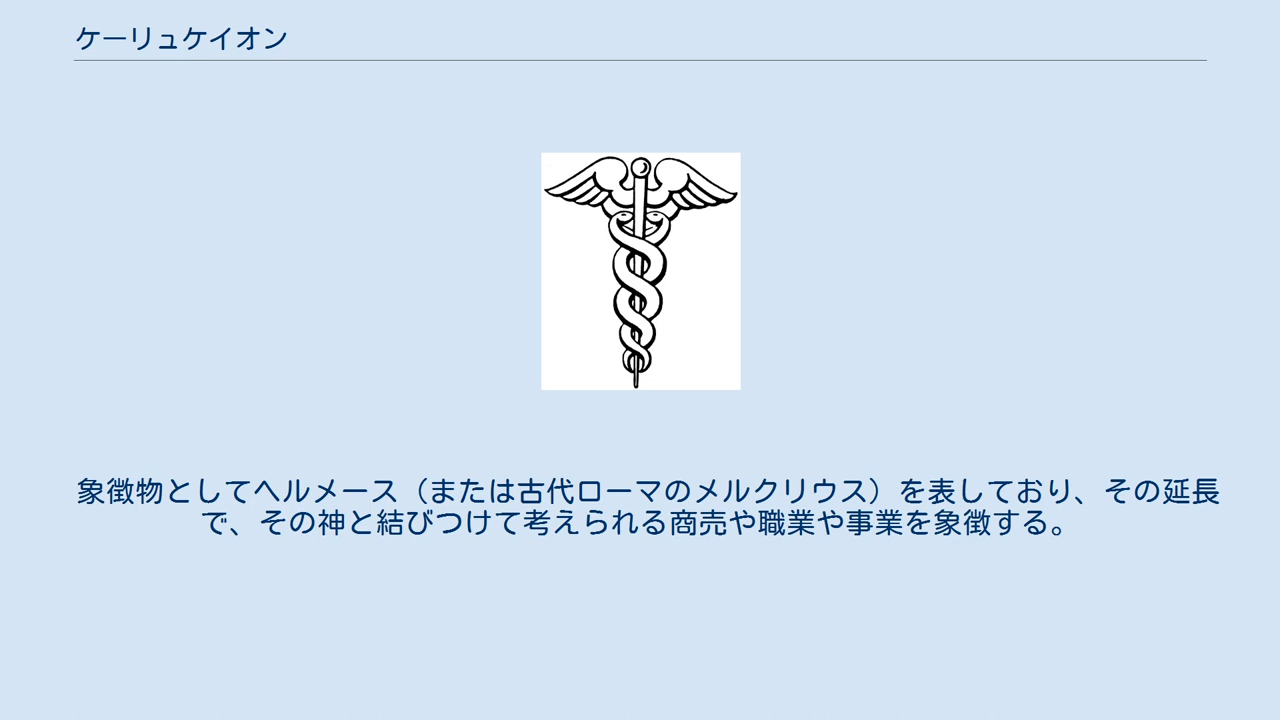 ケーリュケイオン
象徴物としてヘルメース（または古代ローマのメルクリウス）を表しており、その延長
で、その神と結びつけて考えられる商売や職業や事業を象徴する。